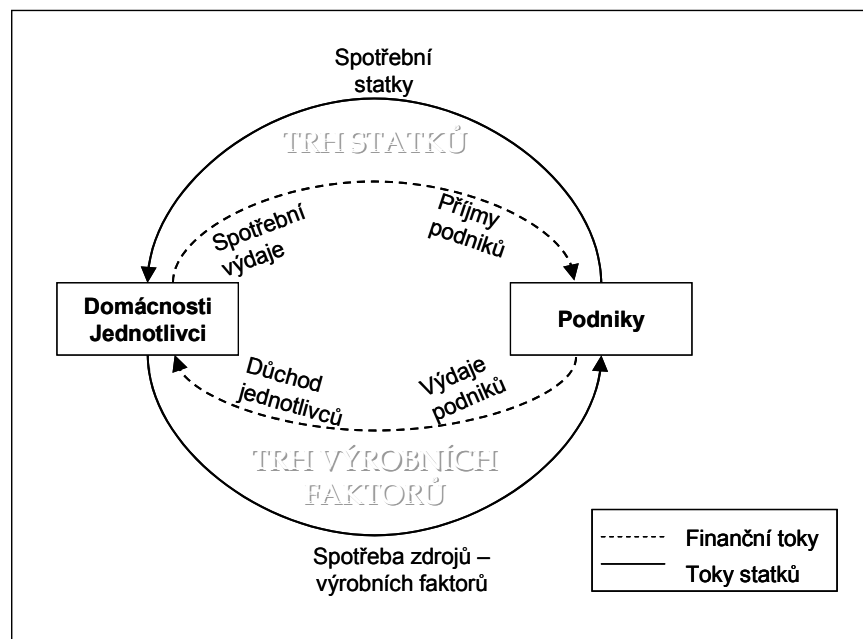 Spotřební
statky
TRH STATKŮ
Spotřební
výdaje
Příjmy
podniků
Domácnosti
Jednotlivci
Podniky
Důchod
jednotlivců
Výdaje
podniků
TRH VÝROBNÍCH
FAKTORŮ
Spotřeba zdrojů –
výrobních faktorů
Finanční toky
Toky statků